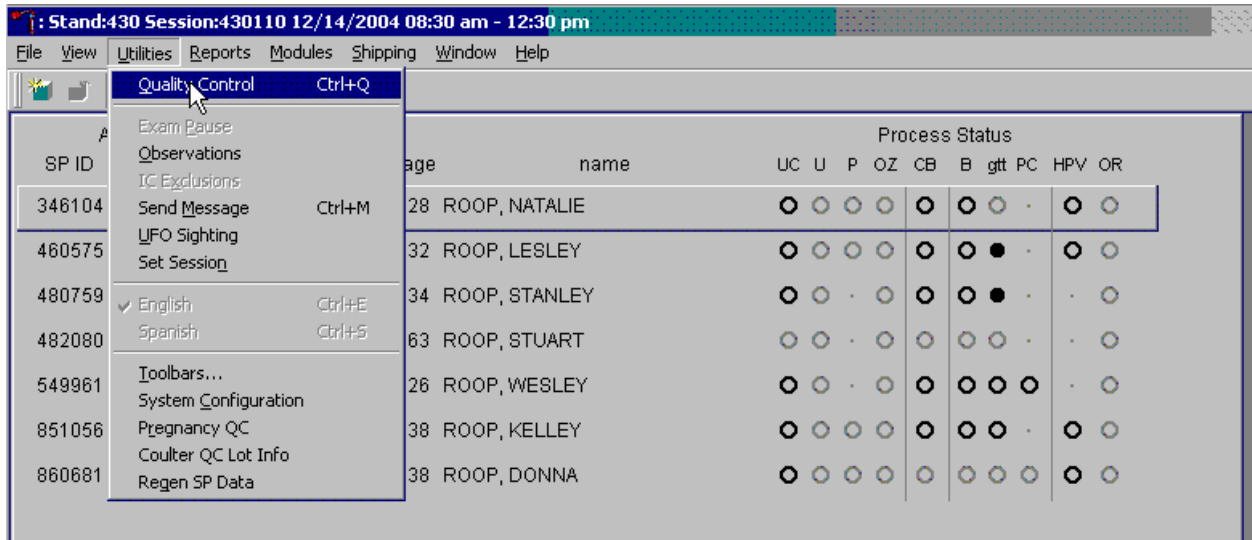 : Stand:430 Session:430110 12/14/2004 08:30 am - 12:30 pm
File View Utilities Reports Modules Shipping Window Help
Quality Control Ctrl+Q
Exam Pause
Observations
IC Exclusions
Send Message Ctrl+M
UFO Sighting
Set Session
English Ctrl+E
Spanish Ctrl+S
Toolbars...
System Configuration
Pregnancy QC
Coulter QC Lot Info
Regen SP Data
Process Status
SP ID age name UC U P OZ CB B gtt PC HPV OR
346104 28 ROOP, NATALIE
460575 32 ROOP, LESLEY
480759 34 ROOP, STANLEY
482080 63 ROOP, STUART
549961 26 ROOP, WESLEY
851056 38 ROOP, KELLEY
860681 38 ROOP, DONNA